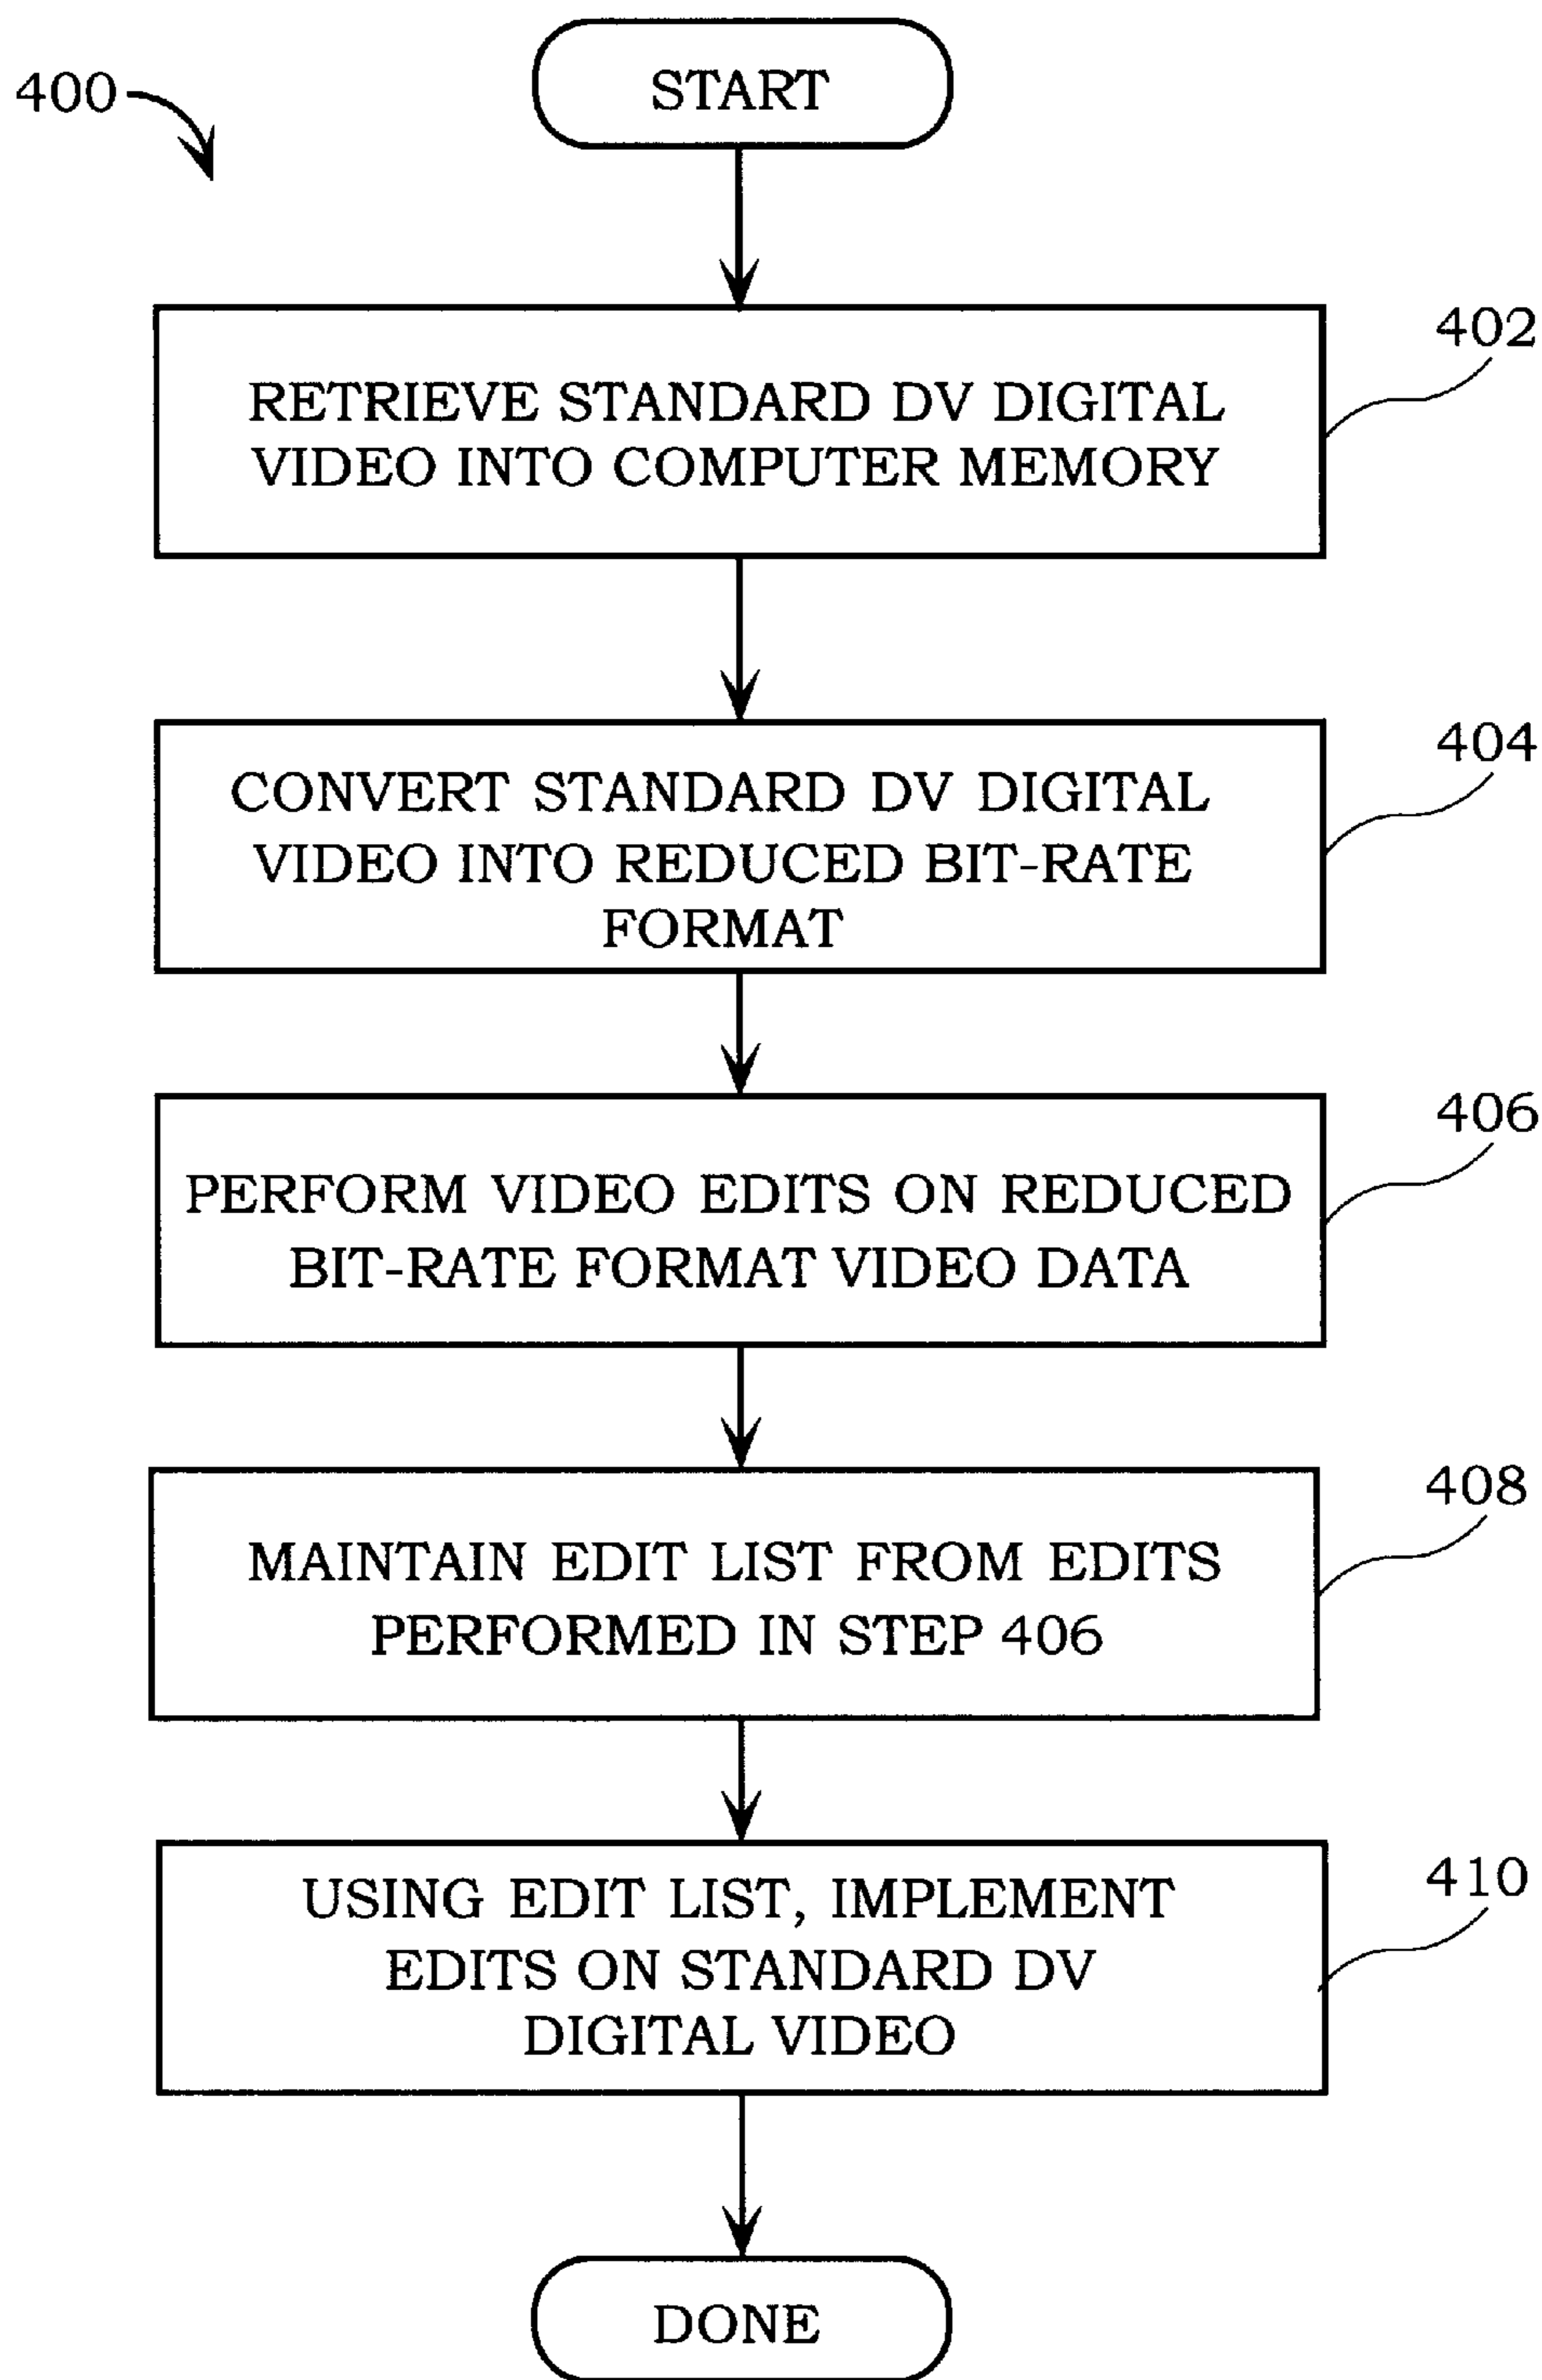 START
400
RETRIEVE STANDARD DV DIGITAL
VIDEO INTO COMPUTER MEMORY
402
CONVERT STANDARD DV DIGITAL
VIDEO INTO REDUCED BIT-RATE
FORMAT
404
PERFORM VIDEO EDITS ON REDUCED
BIT-RATE FORMAT VIDEO DATA
406
MAINTAIN EDIT LIST FROM EDITS
PERFORMED IN STEP 406
408
USING EDIT LIST, IMPLEMENT
EDITS ON STANDARD DV
DIGITAL VIDEO
410
DONE